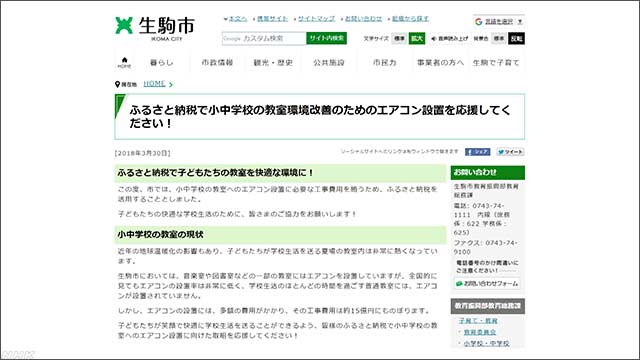 生駒市
IKOMA CITY
本文へ
携帯サイト
サイトマップ
お問い合わせ
組織から探す
言語を選択
Google カスタム検索
サイト内検索
文字サイズ
標準
拡大
音声読み上げ
背景色
標準
反転
HOME
暮らし
市政情報
観光・歴史
公共施設
市民力
事業者の方へ
生駒で子育て
現在地
HOME
ふるさと納税で小中学校の教室環境改善のためのエアコン設置を応援してく
ださい！
[2018年3月30日]
ソーシャルサイトへのリンクは別ウィンドウで開きます
シェア
ツイート
ふるさと納税で子どもたちの教室を快適な環境に！
この度、市では、小中学校の教室へのエアコン設置に必要な工事費用を賄うため、ふるさと納税を
活用することとしました。
子どもたちの快適な学校生活のために、皆さまのご協力をお願いします！
小中学校の教室の現状
近年の地球温暖化の影響もあり、子どもたちが学校生活を送る夏場の教室内は非常に熱くなってい
ます。
生駒市においては、音楽室や図書室などの一部の教室にはエアコンを設置していますが、全国的に
見てもエアコンの設置率は非常に低く、学校生活のほとんどの時間を過ごす普通教室には、エアコ
ンが設置されていません。
しかし、エアコンの設置には、多額の費用がかかり、その工事費用は約15億円にものぼります。
子どもたちが笑顔で快適に学校生活を送ることができるよう、皆様のふるさと納税で小中学校の教
室へのエアコン設置に向けた取組を応援してください！
お問い合わせ
生駒市教育振興部教育
総務課
電話: 0743-74-
1111 内線（庶務
係：622 学務係：
625）
ファクス: 0743-74-
9100
電話番号のかけ間違いに
ご注意ください！
お問い合わせフォーム
教育振興部教育総務課
子育て・教育
教育委員会
小学校・中学校